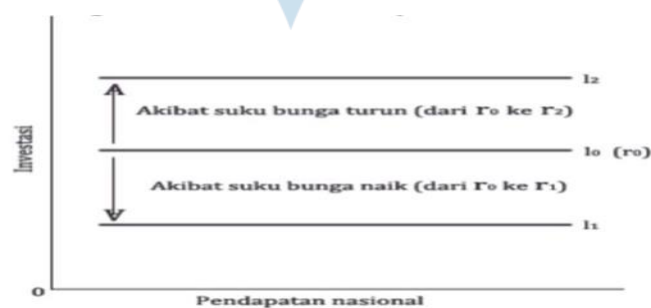 I₂
Akibat suku bunga turun (dari r₀ ke r₂)
I₀ (r₀)
Akibat suku bunga naik (dari r₀ ke r₁)
I₁
Investasi
0
Pendapatan nasional